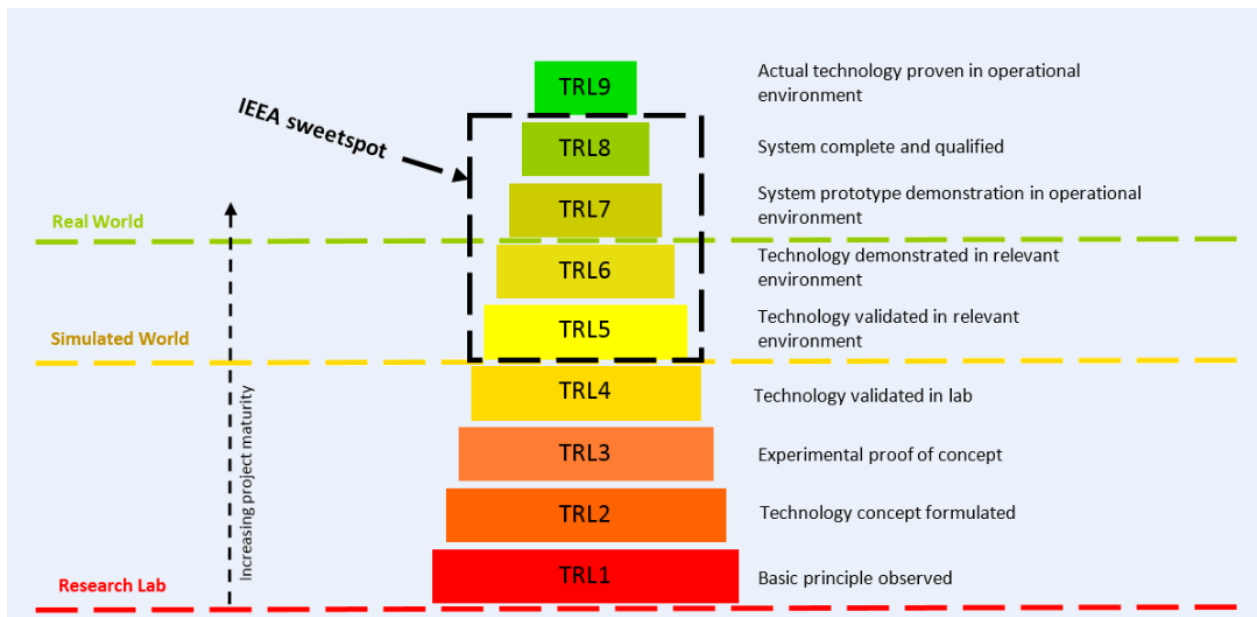 TRL9
Actual technology proven in operational
environment
IEEA sweetspot
TRL8
System complete and qualified
TRL7
System prototype demonstration in operational
environment
Real World
TRL6
Technology demonstrated in relevant
environment
TRL5
Technology validated in relevant
environment
Simulated World
TRL4
Technology validated in lab
Increasing project maturity
TRL3
Experimental proof of concept
TRL2
Technology concept formulated
TRL1
Basic principle observed
Research Lab